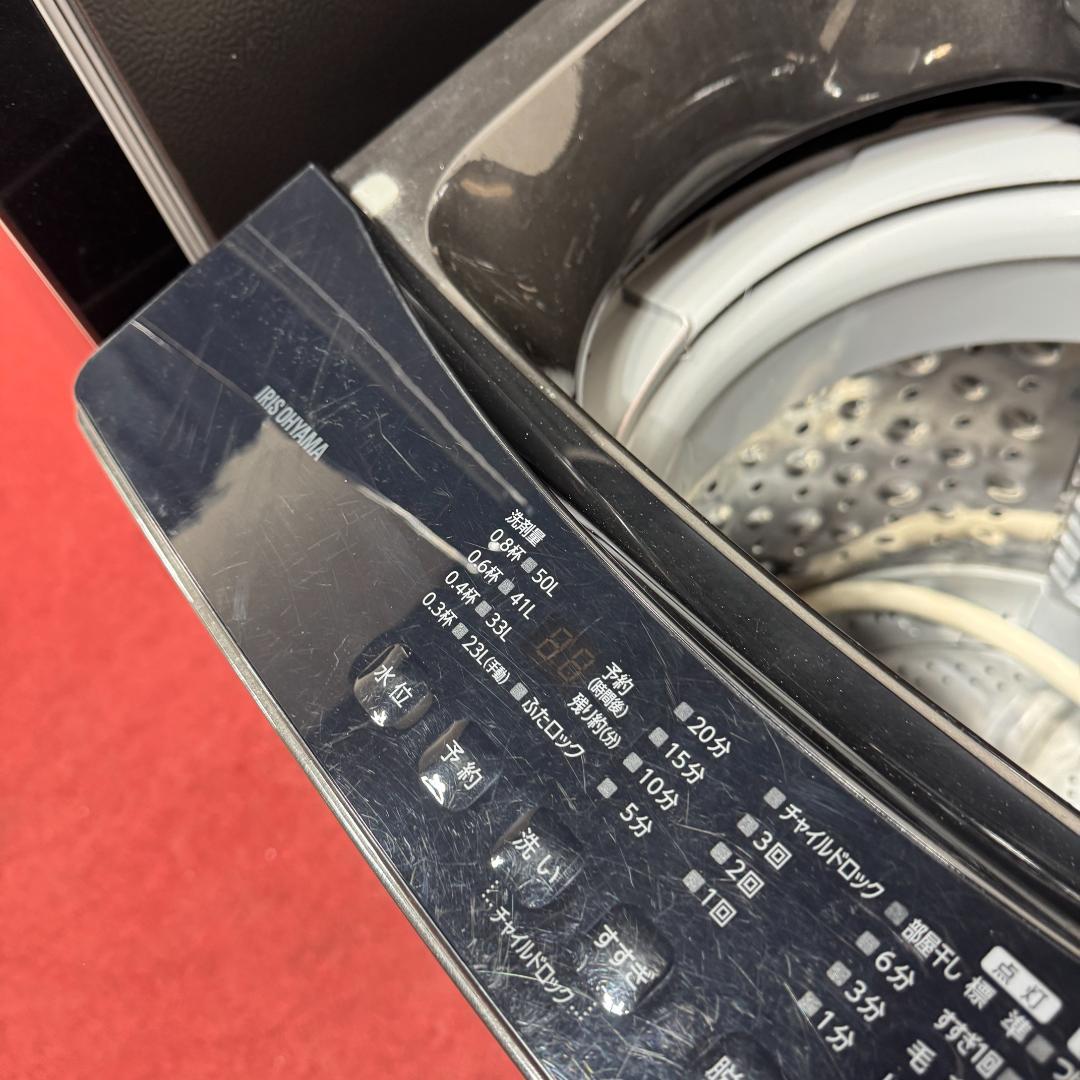 IRIS OHYAMA
洗剤量
0.8杯 50L
0.6杯 41L
0.4杯 33L
0.3杯 23L(手動)
ふたロック
予約
(時間後)
残り約(分)
水位
予約
洗い
チャイルドロック
すすぎ
20分
15分
10分
5分
チャイルドロック
3回
2回
1回
部屋干し
6分
3分
1分
点灯
標準
すすぎ1回
毛